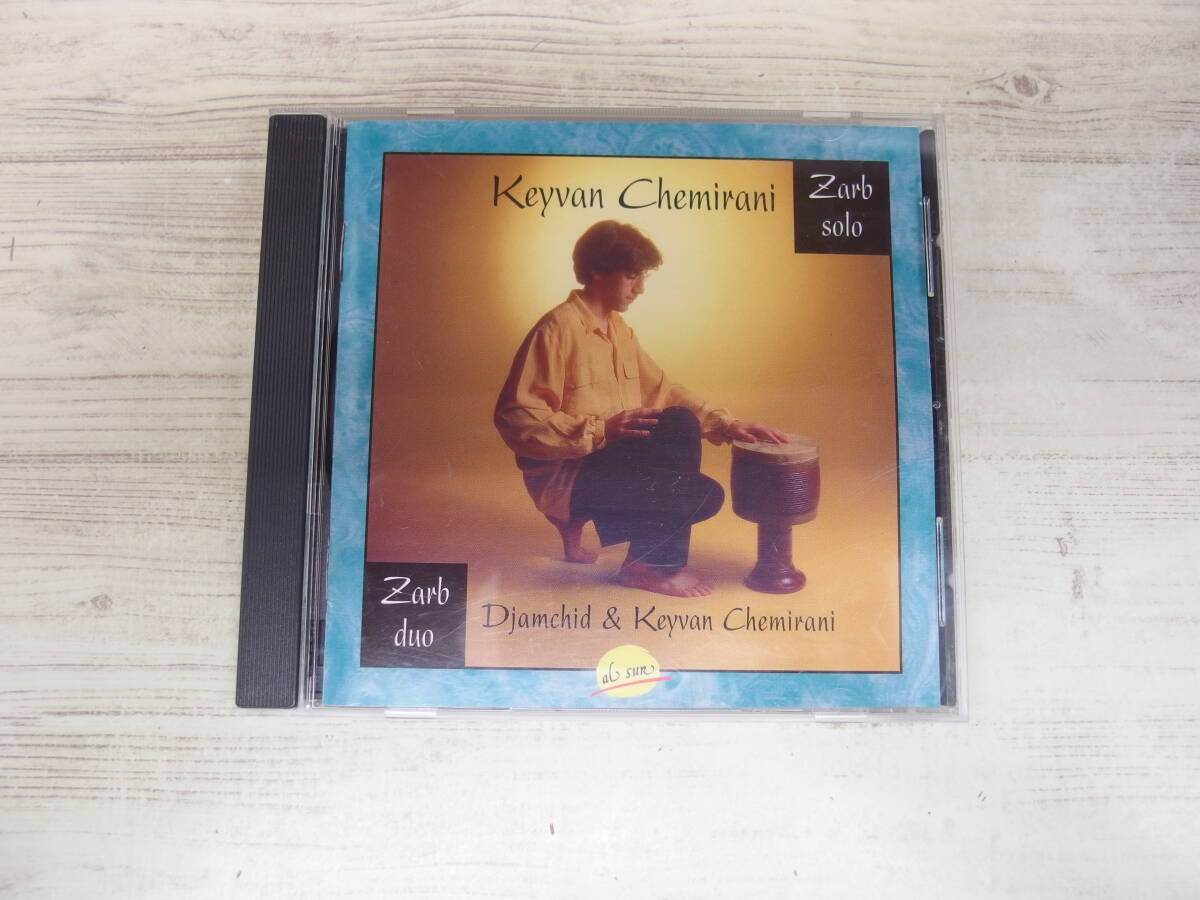 Keyvan Chemirani
Zarb
solo
Zarb
duo
Djamchid & Keyvan Chemirani
al sur